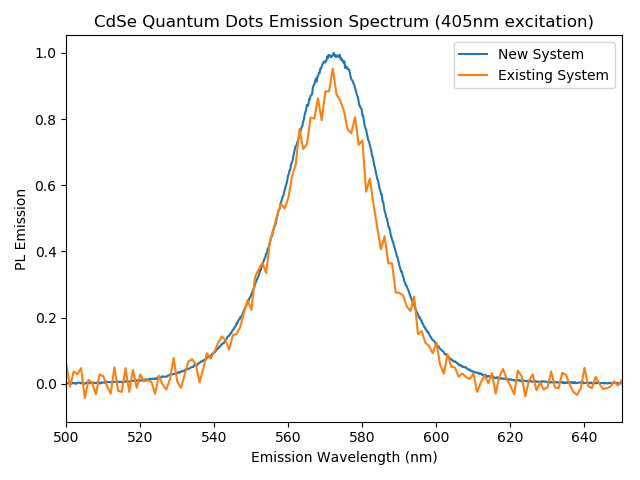 CdSe Quantum Dots Emission Spectrum (405nm excitation)
New System
Existing System
PL Emission
1.0
0.8
0.6
0.4
0.2
0.0
500 520 540 560 580 600 620 640
Emission Wavelength (nm)